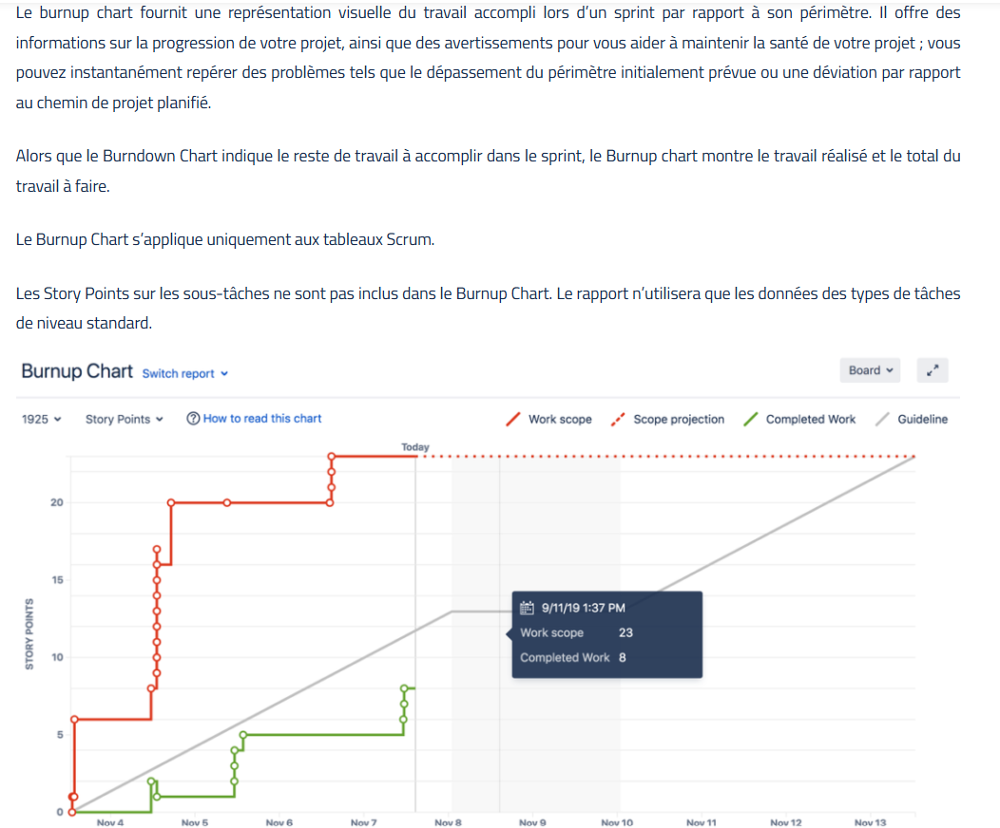 Le burnup chart fournit une représentation visuelle du travail accompli lors d’un sprint par rapport à son périmètre. Il offre des
informations sur la progression de votre projet, ainsi que des avertissements pour vous aider à maintenir la santé de votre projet ; vous
pouvez instantanément repérer des problèmes tels que le dépassement du périmètre initialement prévue ou une déviation par rapport
au chemin de projet planifié.
Alors que le Burndown Chart indique le reste de travail à accomplir dans le sprint, le Burnup chart montre le travail réalisé et le total du
travail à faire.
Le Burnup Chart s’applique uniquement aux tableaux Scrum.
Les Story Points sur les sous-tâches ne sont pas inclus dans le Burnup Chart. Le rapport n’utilisera que les données des types de tâches
de niveau standard.
Burnup Chart Switch report Board
1925 Story Points How to read this chart Work scope Scope projection Completed Work Guideline
Today
20
15
10
5
0
STORY POINTS
9/11/19 1:37 PM
Work scope 23
Completed Work 8
Nov 4 Nov 5 Nov 6 Nov 7 Nov 8 Nov 9 Nov 10 Nov 11 Nov 12 Nov 13